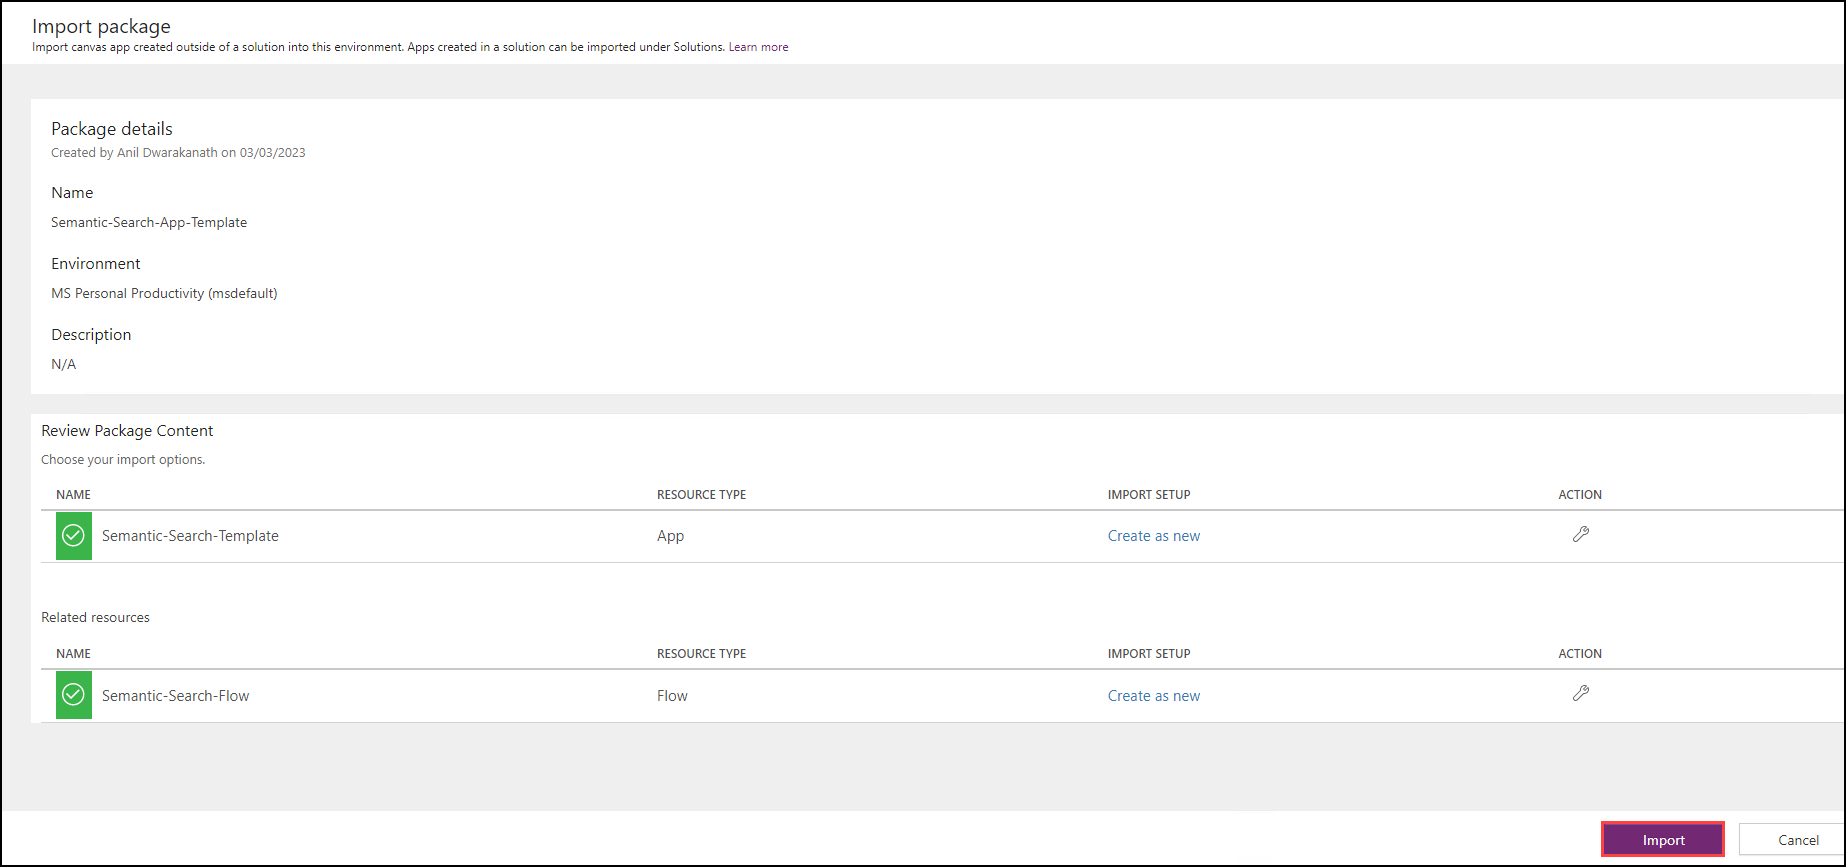 Import package
Import canvas app created outside of a solution into this environment. Apps created in a solution can be imported under Solutions. Learn more
Package details
Created by Anil Dwarakanath on 03/03/2023
Name
Semantic-Search-App-Template
Environment
MS Personal Productivity (msdefault)
Description
N/A
Review Package Content
Choose your import options.
NAME RESOURCE TYPE IMPORT SETUP ACTION
Semantic-Search-Template App Create as new
Related resources
NAME RESOURCE TYPE IMPORT SETUP ACTION
Semantic-Search-Flow Flow Create as new
Import Cancel